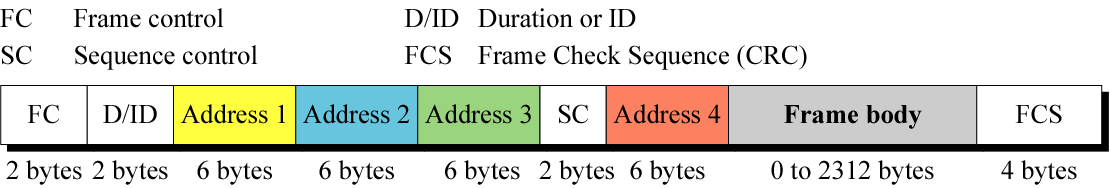 FC Frame control D/ID Duration or ID
SC Sequence control FCS Frame Check Sequence (CRC)
FC D/ID Address 1 Address 2 Address 3 SC Address 4 Frame body FCS
2 bytes 2 bytes 6 bytes 6 bytes 6 bytes 2 bytes 6 bytes 0 to 2312 bytes 4 bytes